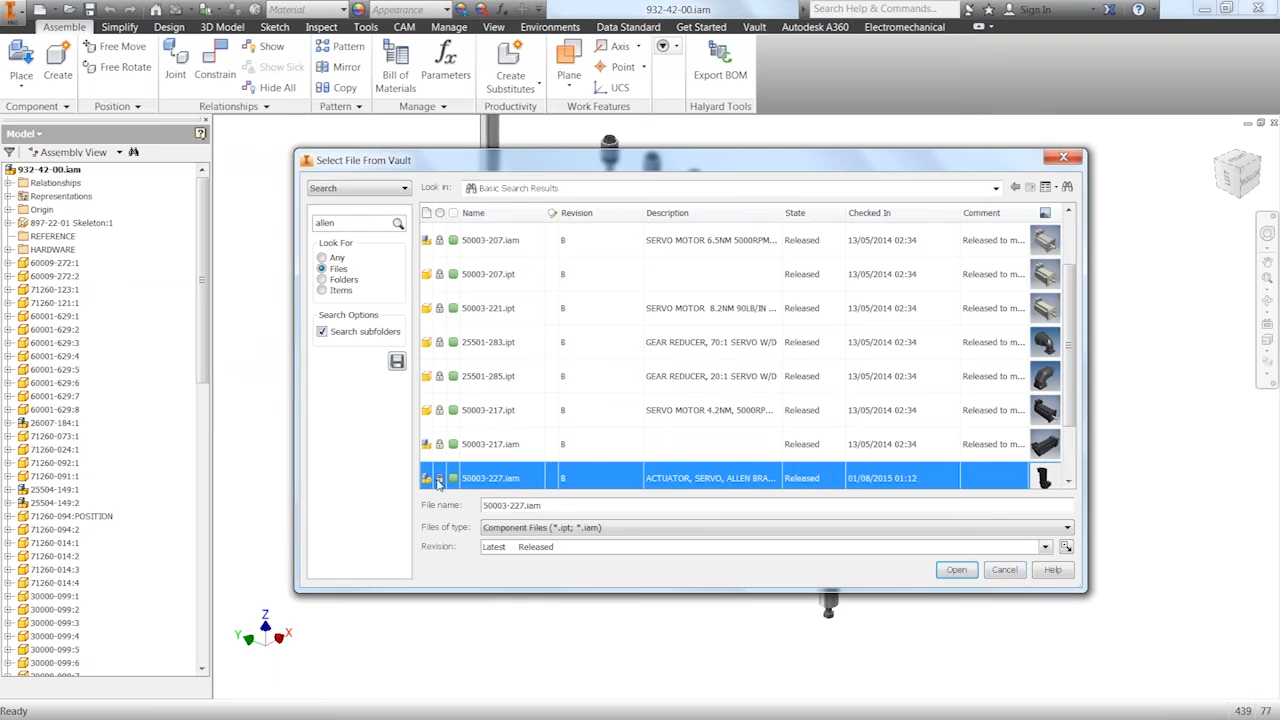 PRO
Material
Appearance
932-42-00.iam
Search Help & Commands...
Sign In
Assemble Simplify Design 3D Model Sketch Inspect Tools CAM Manage View Environments Data Standard Get Started Vault Autodesk A360 Electromechanical
Place Create Free Move Free Rotate Joint Constrain Show Show Sick Hide All Pattern Mirror Copy Bill of Materials Parameters Create Substitutes Plane Axis Point UCS Export BOM
Component Position Relationships Pattern Manage Productivity Work Features Halyard Tools
Model
Assembly View
932-42-00.iam
Relationships
Representations
Origin
897-22-01 Skeleton:1
REFERENCE
HARDWARE
60009-272:1
60009-272:2
71260-123:1
71260-121:1
60001-629:2
60001-629:3
60001-629:4
60001-629:5
60001-629:6
60001-629:7
60001-629:8
26007-184:1
71260-073:1
71260-024:1
71260-092:1
71260-091:1
25504-149:1
25504-149:2
71260-094:POSITION
71260-094:2
71260-014:1
71260-014:2
71260-014:3
71260-014:4
30000-099:1
30000-099:2
30000-099:3
30000-099:4
30000-099:5
30000-099:6
Select File From Vault
Search
Look in: Basic Search Results
allen
Look For
Any
Files
Folders
Items
Search Options
Search subfolders
Name Revision Description State Checked In Comment
50003-207.iam B SERVO MOTOR 6.5NM 5000RPM... Released 13/05/2014 02:34 Released to m...
50003-207.ipt B Released 13/05/2014 02:34 Released to m...
50003-221.ipt B SERVO MOTOR 8.2NM 90LB/IN ... Released 13/05/2014 02:34 Released to m...
25501-283.ipt B GEAR REDUCER, 70:1 SERVO W/D Released 13/05/2014 02:34 Released to m...
25501-285.ipt B GEAR REDUCER, 20:1 SERVO W/D Released 13/05/2014 02:34 Released to m...
50003-217.ipt B SERVO MOTOR 4.2NM, 5000RP... Released 13/05/2014 02:34 Released to m...
50003-217.iam B Released 13/05/2014 02:34 Released to m...
50003-227.iam B ACTUATOR, SERVO, ALLEN BRA... Released 01/08/2015 01:12
File name: 50003-227.iam
Files of type: Component Files (*.ipt; *.iam)
Revision: Latest Released
Open Cancel Help
Z
Y
X
Ready
439 77